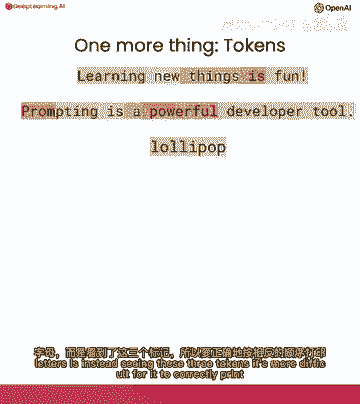 DeepLearning.AI
OpenAI
One more thing: Tokens
Learning new things is fun!
Prompting is a powerful developer tool.
lollipop
字母，而是看到了这三个标记，所以要正确地按相反的顺序打印
letters is instead seeing these three tokens it's more diffic
ult for it to correctly print